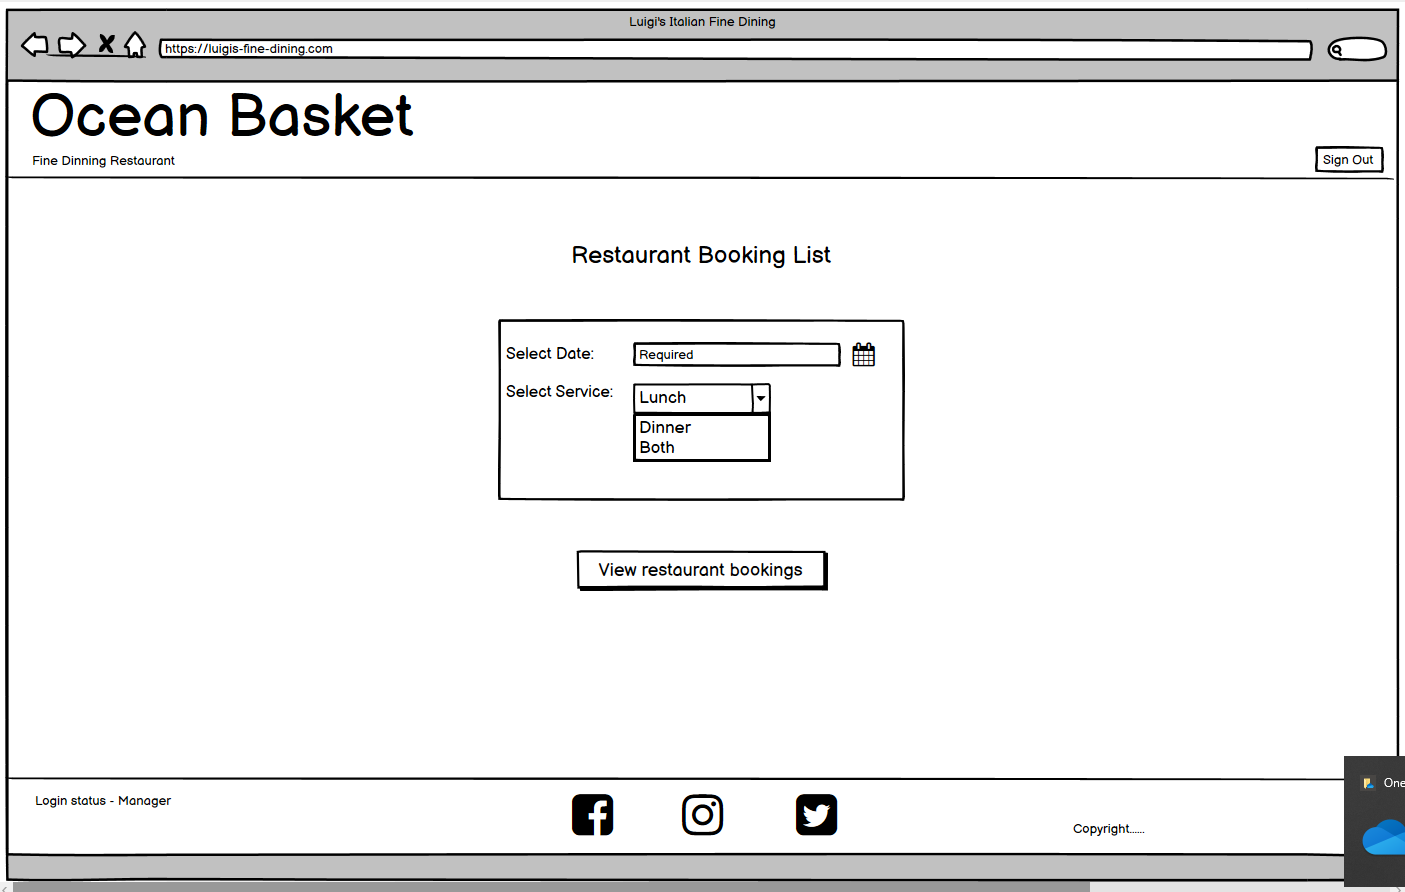 Luigi's Italian Fine Dining
https://luigis-fine-dining.com
Ocean Basket
Fine Dinning Restaurant
Sign Out
Restaurant Booking List
Select Date: Required
Select Service: Lunch
Dinner
Both
View restaurant bookings
Login status - Manager
Copyright......
One